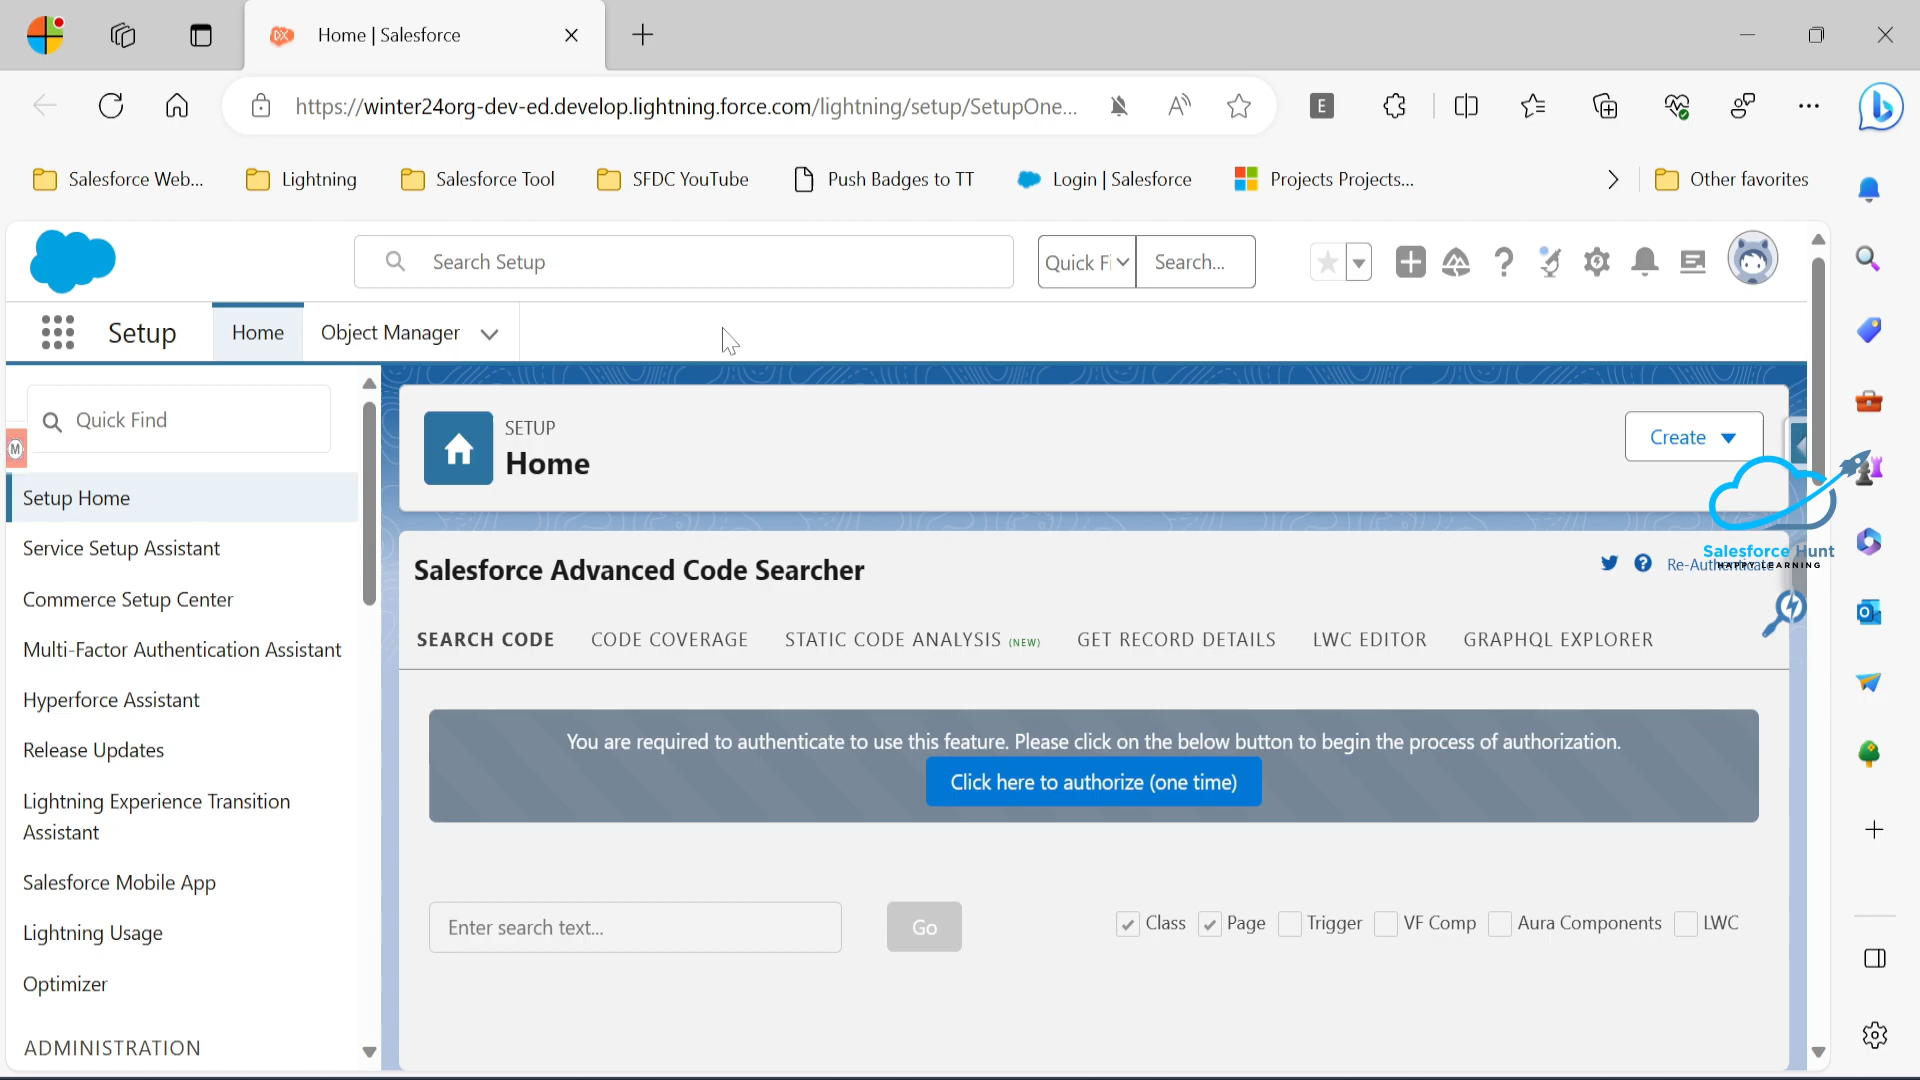 Home | Salesforce
https://winter24org-dev-ed.develop.lightning.force.com/lightning/setup/SetupOne...
A
E
Salesforce Web...
Lightning
Salesforce Tool
SFDC YouTube
Push Badges to TT
Login | Salesforce
Projects Projects...
Other favorites
Search Setup
Quick Fi
Search...
Setup
Home
Object Manager
Quick Find
M
Setup Home
Service Setup Assistant
Commerce Setup Center
Multi-Factor Authentication Assistant
Hyperforce Assistant
Release Updates
Lightning Experience Transition
Assistant
Salesforce Mobile App
Lightning Usage
Optimizer
ADMINISTRATION
SETUP
Home
Create
Salesforce Hunt
HAPPY LEARNING
Salesforce Advanced Code Searcher
Re-Authenticate
SEARCH CODE
CODE COVERAGE
STATIC CODE ANALYSIS (NEW)
GET RECORD DETAILS
LWC EDITOR
GRAPHQL EXPLORER
You are required to authenticate to use this feature. Please click on the below button to begin the process of authorization.
Click here to authorize (one time)
Enter search text...
Go
Class
Page
Trigger
VF Comp
Aura Components
LWC